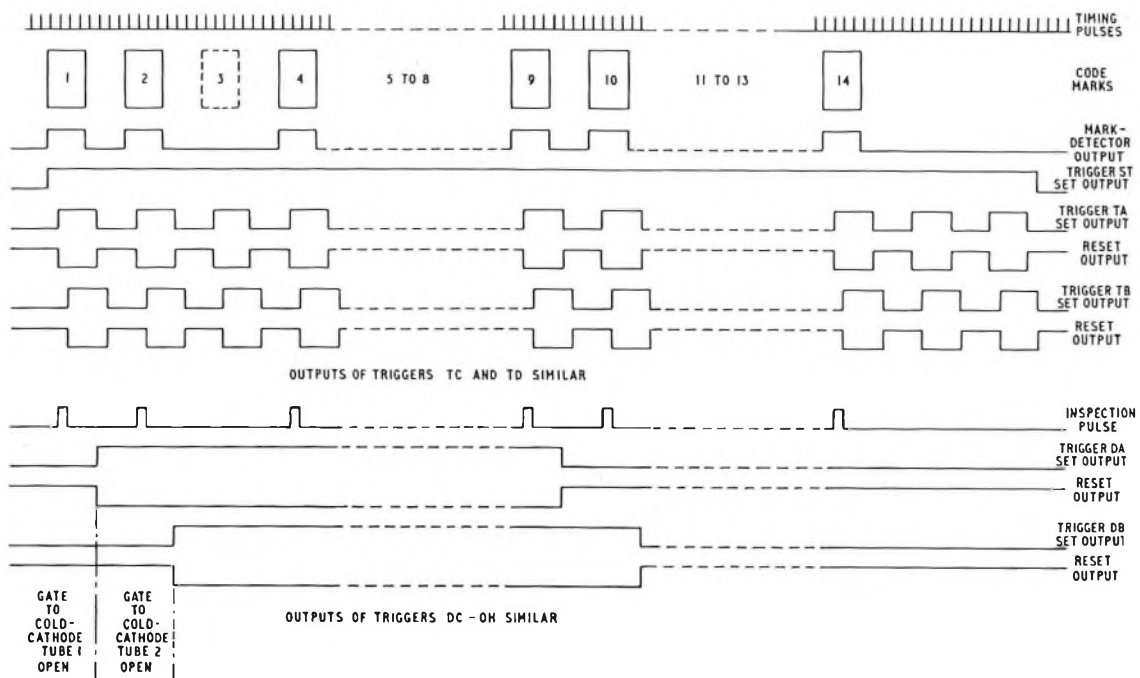 TIMING
PULSES
1 2 3 4 5 TO 8 9 10 11 TO 13 14
CODE
MARKS
MARK-
DETECTOR
OUTPUT
TRIGGER ST
SET OUTPUT
TRIGGER TA
SET OUTPUT
RESET
OUTPUT
TRIGGER TB
SET OUTPUT
RESET
OUTPUT
OUTPUTS OF TRIGGERS TC AND TD SIMILAR
INSPECTION
PULSE
TRIGGER DA
SET OUTPUT
RESET
OUTPUT
TRIGGER DB
SET OUTPUT
RESET
OUTPUT
GATE
TO
COLD-
CATHODE
TUBE 1
OPEN
GATE
TO
COLD-
CATHODE
TUBE 2
OPEN
OUTPUTS OF TRIGGERS DC-DH SIMILAR